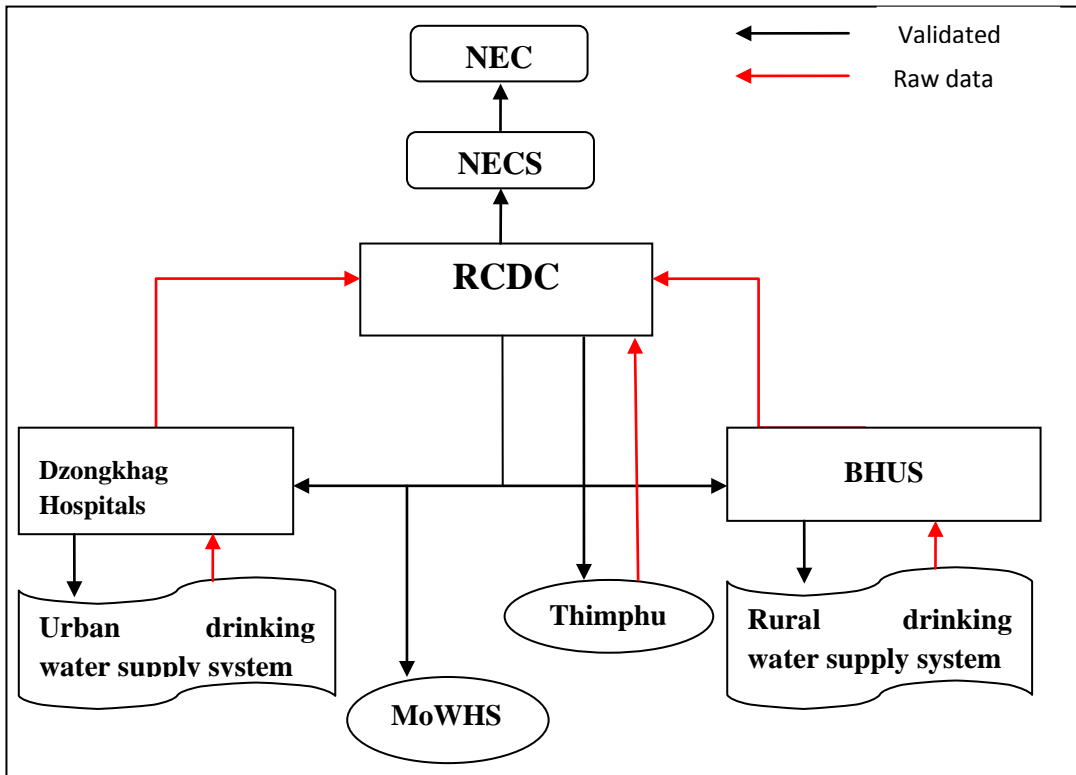 Validated
Raw data
NEC
NECS
RCDC
Dzongkhag
Hospitals
BHUS
Urban drinking
water supply system
Thimphu
Rural drinking
water supply system
MoWHS